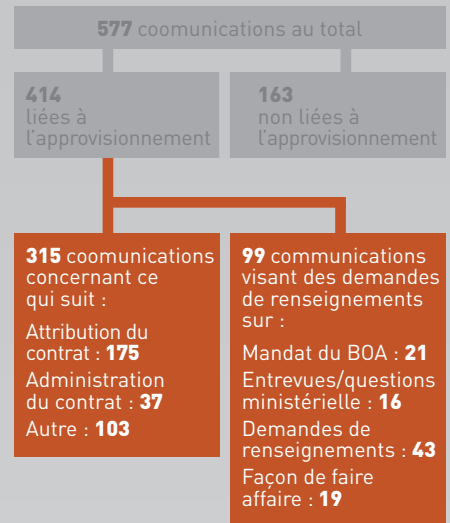 577 coomunications au total
414
liées à
l'approvisionnement
163
non liées à
l'approvisionnement
315 coomunications
concernant ce
qui suit :
Attribution du
contrat : 175
Administration
du contrat : 37
Autre : 103
99 communications
visant des demandes
de renseignements
sur :
Mandat du BOA : 21
Entrevues/questions
ministérielle : 16
Demandes de
renseignements : 43
Façon de faire
affaire : 19